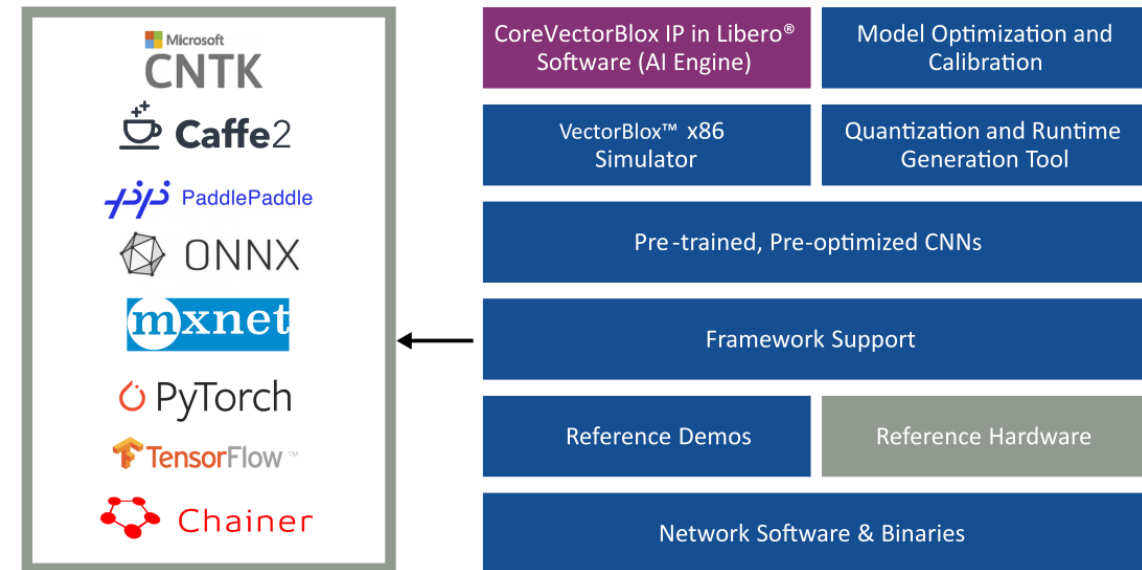 Microsoft
CNTK
Caffe2
PaddlePaddle
ONNX
mxnet
PyTorch
TensorFlow ™
Chainer
CoreVectorBlox IP in Libero®
Software (AI Engine)
Model Optimization and
Calibration
VectorBlox™ x86
Simulator
Quantization and Runtime
Generation Tool
Pre-trained, Pre-optimized CNNs
Framework Support
Reference Demos
Reference Hardware
Network Software & Binaries